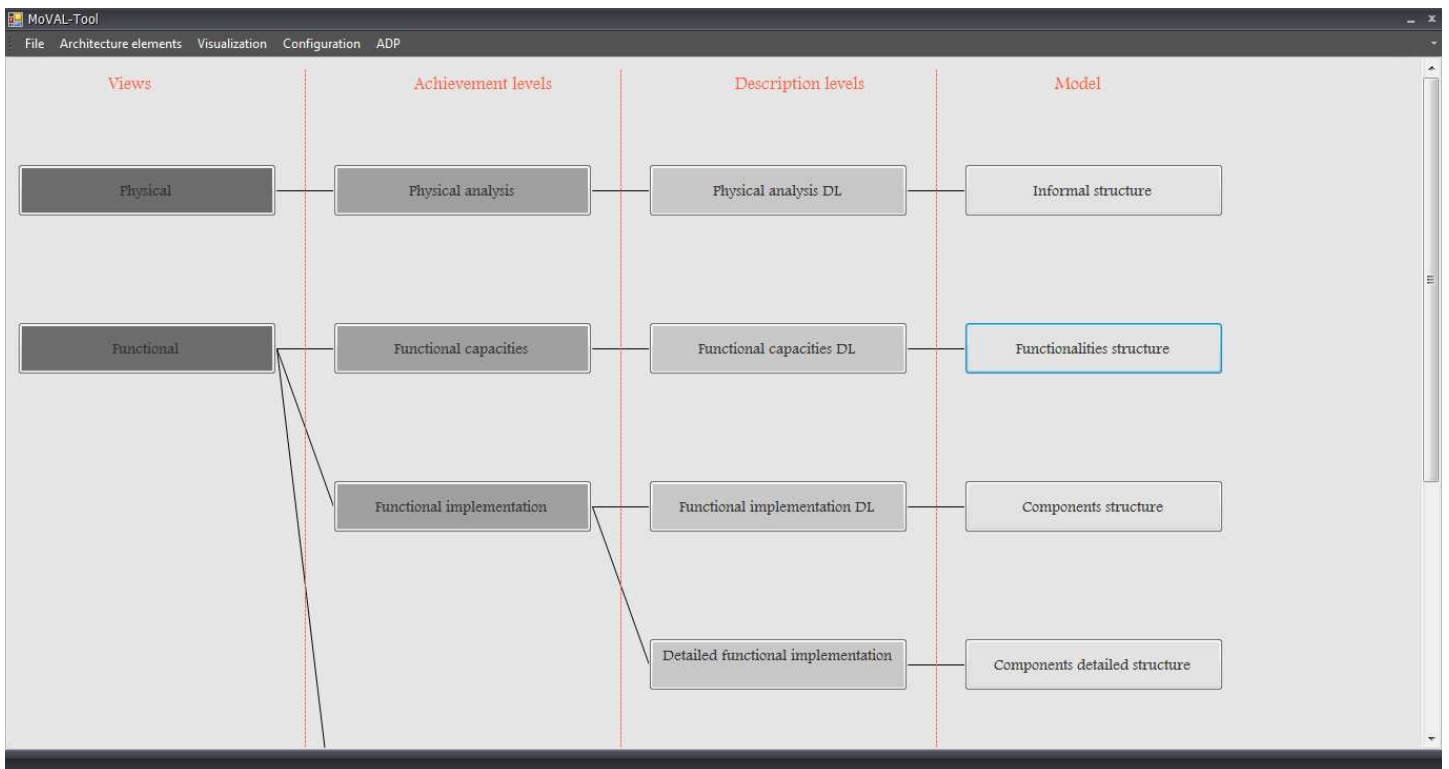 MoVAL-Tool
File Architecture elements Visualization Configuration ADP
Views Achievement levels Description levels Model
Physical Physical analysis Physical analysis DL Informal structure
Functional Functional capacities Functional capacities DL Functionalities structure
Functional implementation Functional implementation DL Components structure
Detailed functional implementation Components detailed structure